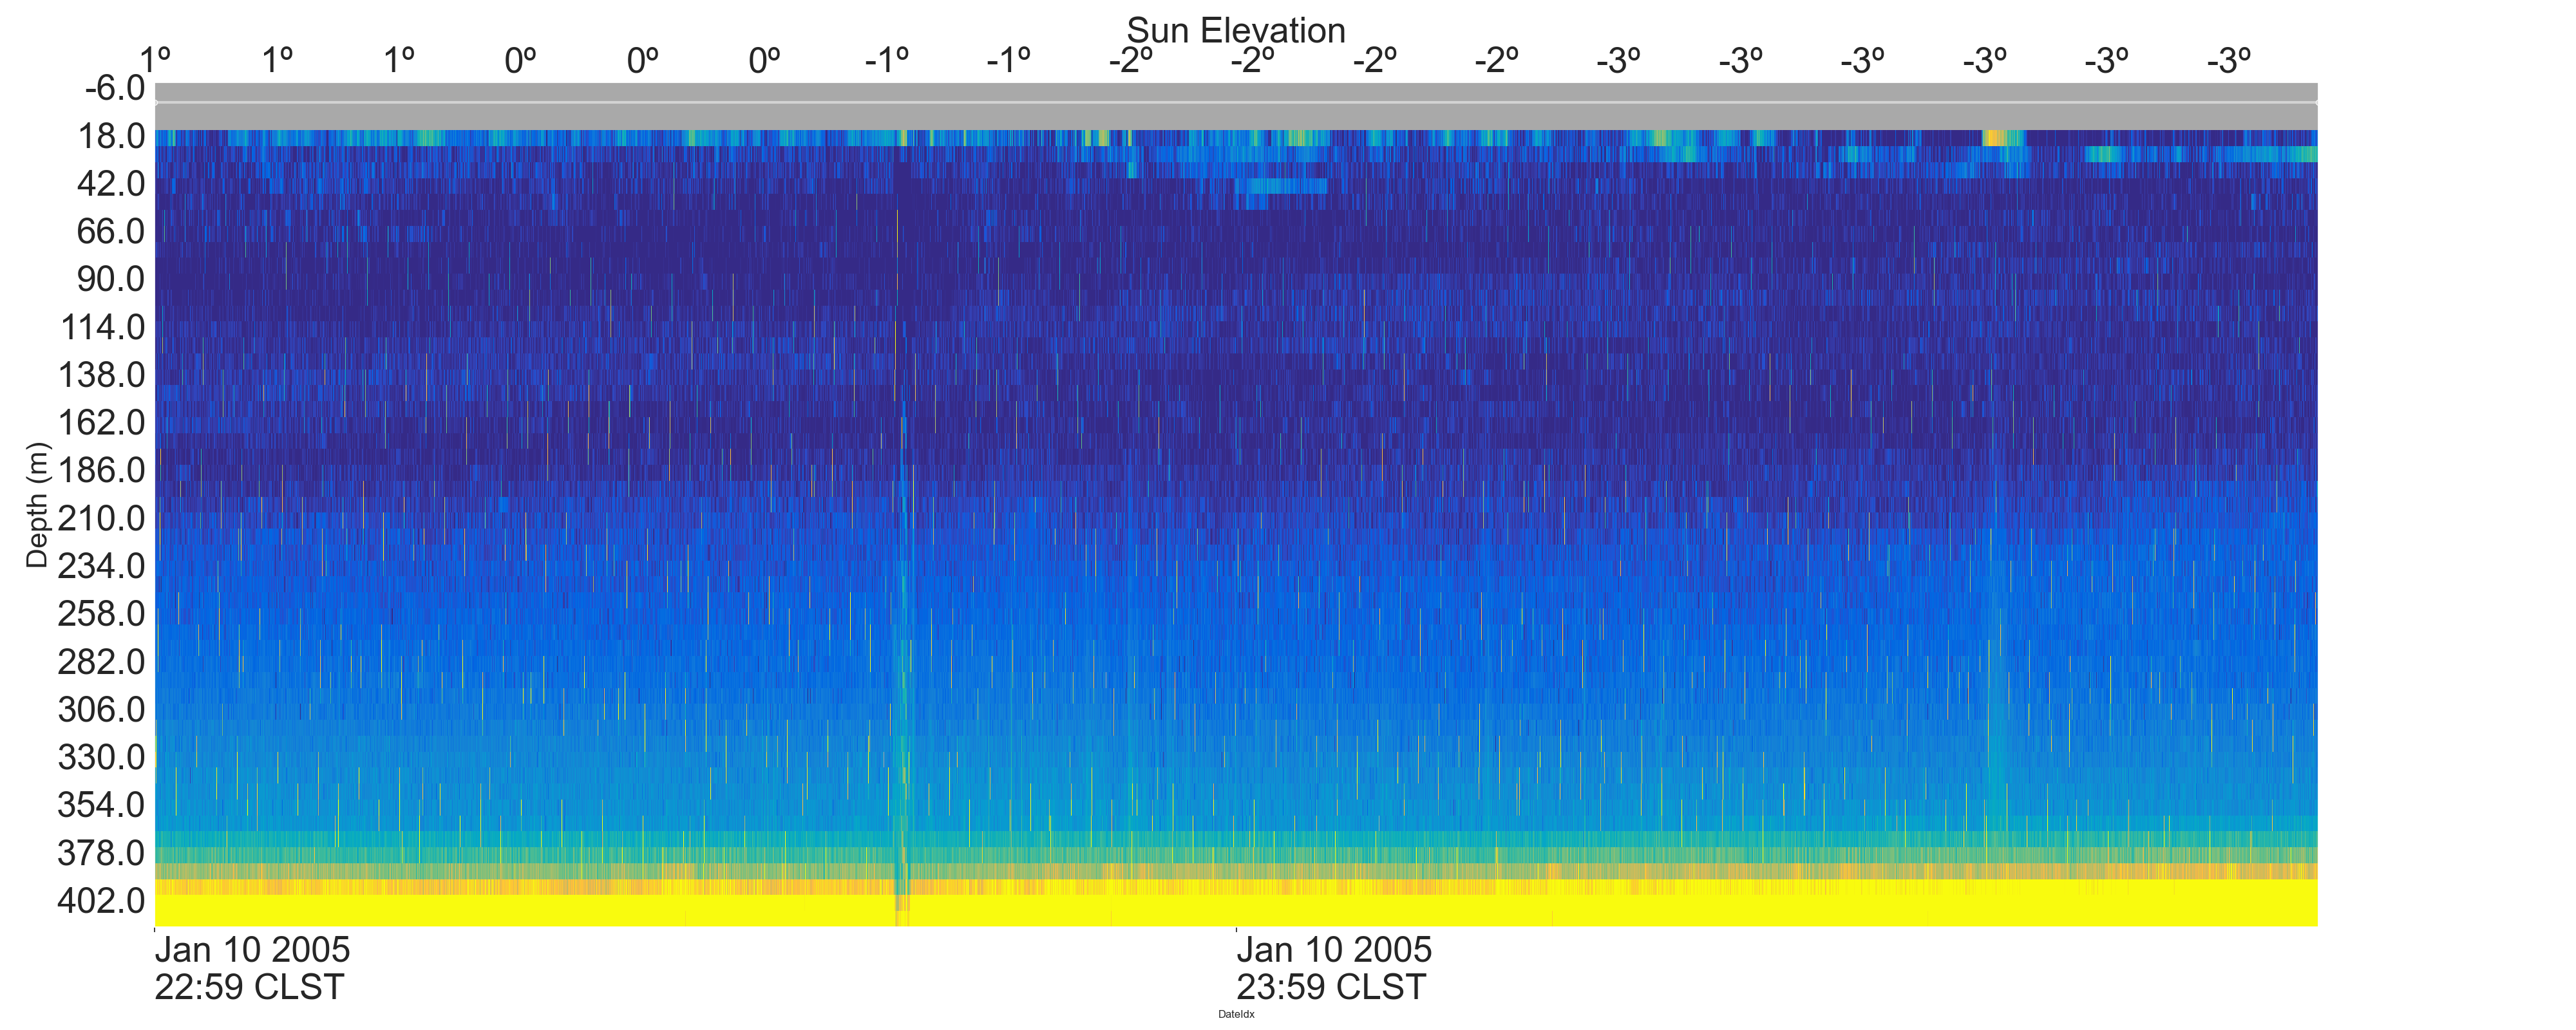 Sun Elevation
1º 1º 1º 0º 0º 0º -1º -1º -2º -2º -2º -2º -3º -3º -3º -3º -3º -3º
-6.0
18.0
42.0
66.0
90.0
114.0
138.0
162.0
186.0
210.0
234.0
258.0
282.0
306.0
330.0
354.0
378.0
402.0
Depth (m)
Jan 10 2005
22:59 CLST
Jan 10 2005
23:59 CLST
DateIdx